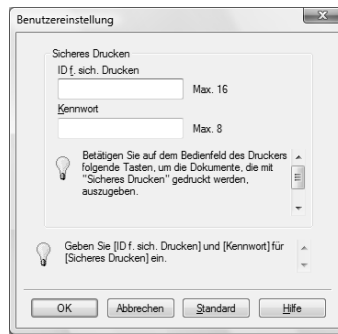 Benutzereinstellung
Sicheres Drucken
ID f. sich. Drucken
Max. 16
Kennwort
Max. 8
Betätigen Sie auf dem Bedienfeld des Druckers
folgende Tasten, um die Dokumente, die mit
"Sicheres Drucken" gedruckt werden,
auszugeben.
Geben Sie [ID f. sich. Drucken] und [Kennwort] für
[Sicheres Drucken] ein.
OK Abbrechen Standard Hilfe